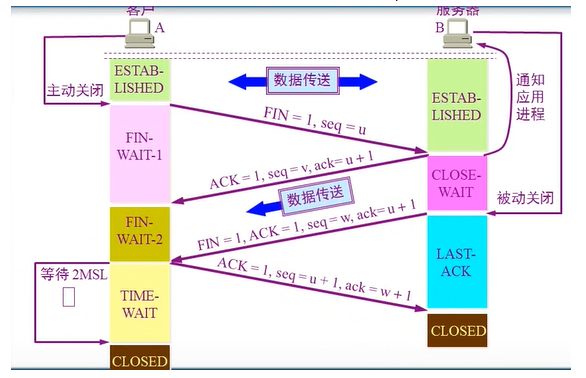 客户
服务器
A
B
主动关闭
ESTAB-
LISHED
数据传送
通知
应用
进程
FIN = 1, seq = u
ESTAB-
LISHED
FIN-
WAIT-1
ACK = 1, seq = v, ack= u + 1
CLOSE-
WAIT
数据传送
被动关闭
FIN-
WAIT-2
FIN = 1, ACK = 1, seq = w, ack= u + 1
等待 2MSL
ACK = 1, seq = u + 1, ack = w + 1
LAST-
ACK
TIME-
WAIT
CLOSED
CLOSED